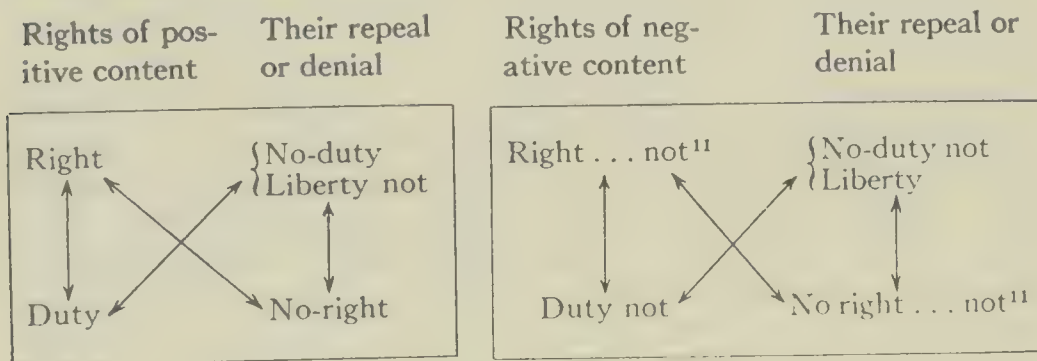 Rights of pos-
itive content
Their repeal
or denial
Rights of neg-
ative content
Their repeal or
denial
Right
No-duty
Liberty not
Duty
No-right
Right . . . not¹¹
No-duty not
Liberty
Duty not
No right . . . not¹¹